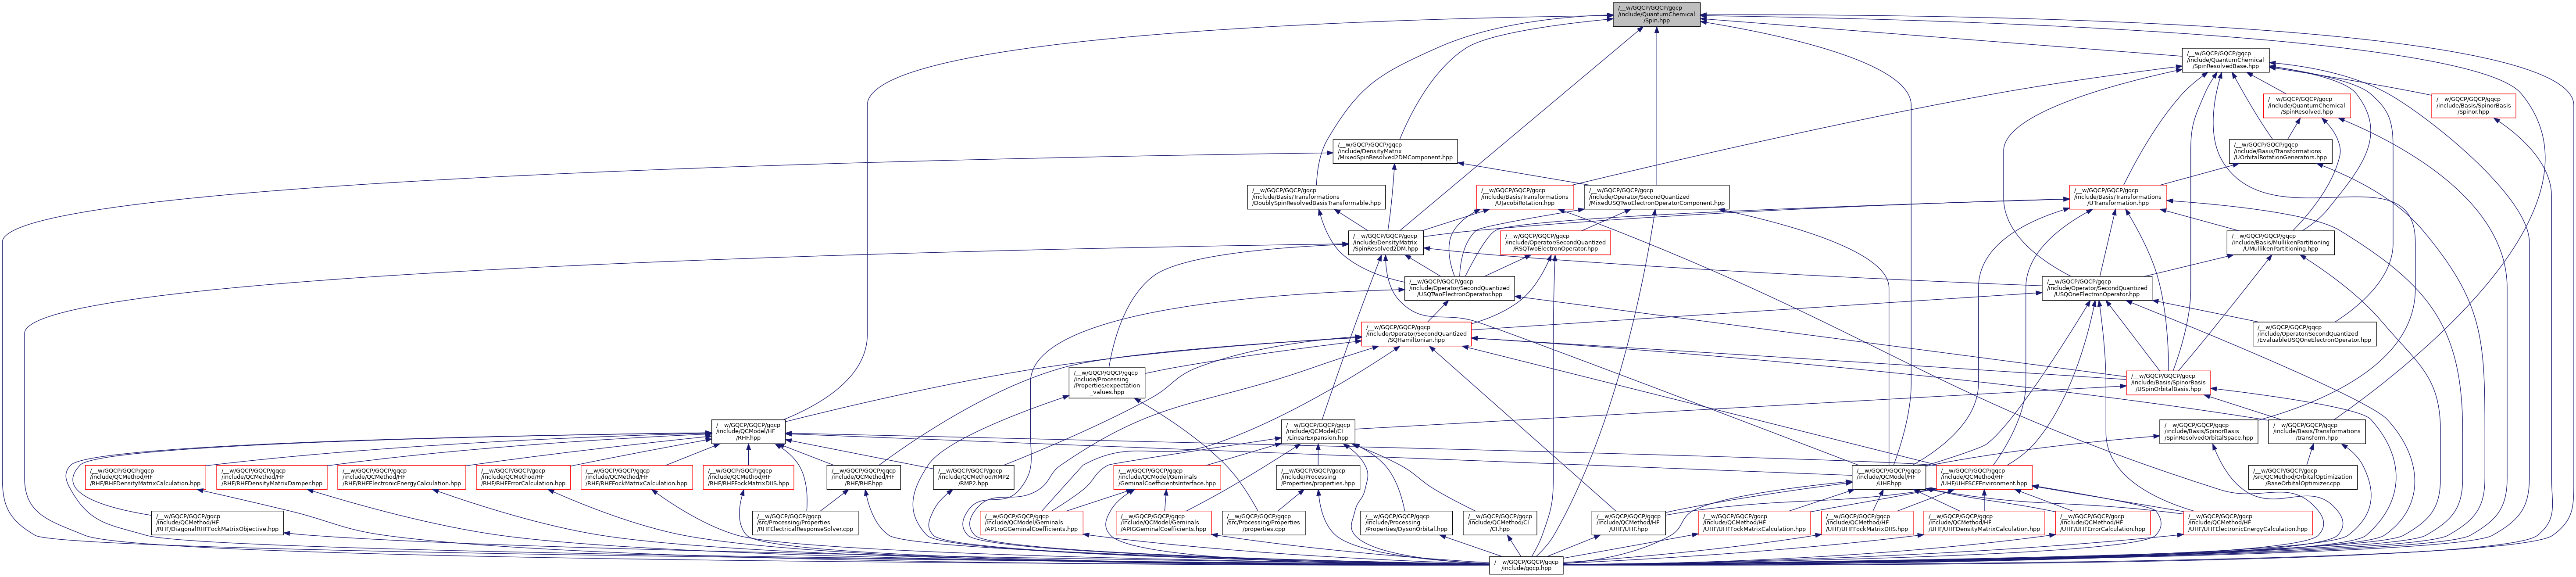 /__w/GQCP/GQCP/gqcp
/include/QuantumChemical
/Spin.hpp
/__w/GQCP/GQCP/gqcp
/include/QuantumChemical
/SpinResolvedBase.hpp
/__w/GQCP/GQCP/gqcp
/include/QuantumChemical
/SpinResolved.hpp
/__w/GQCP/GQCP/gqcp
/include/Basis/SpinorBasis
/Spinor.hpp
/__w/GQCP/GQCP/gqcp
/include/DensityMatrix
/MixedSpinResolved2DMComponent.hpp
/__w/GQCP/GQCP/gqcp
/include/Basis/Transformations
/UOrbitalRotationGenerators.hpp
/__w/GQCP/GQCP/gqcp
/include/Basis/Transformations
/DoublySpinResolvedBasisTransformable.hpp
/__w/GQCP/GQCP/gqcp
/include/Basis/Transformations
/UJacobiRotation.hpp
/__w/GQCP/GQCP/gqcp
/include/Operator/SecondQuantized
/MixedUSQTwoElectronOperatorComponent.hpp
/__w/GQCP/GQCP/gqcp
/include/Basis/Transformations
/UTransformation.hpp
/__w/GQCP/GQCP/gqcp
/include/DensityMatrix
/SpinResolved2DM.hpp
/__w/GQCP/GQCP/gqcp
/include/Operator/SecondQuantized
/RSQTwoElectronOperator.hpp
/__w/GQCP/GQCP/gqcp
/include/Basis/MullikenPartitioning
/UMullikenPartitioning.hpp
/__w/GQCP/GQCP/gqcp
/include/Operator/SecondQuantized
/USQTwoElectronOperator.hpp
/__w/GQCP/GQCP/gqcp
/include/Operator/SecondQuantized
/USQOneElectronOperator.hpp
/__w/GQCP/GQCP/gqcp
/include/Operator/SecondQuantized
/SQHamiltonian.hpp
/__w/GQCP/GQCP/gqcp
/include/Operator/SecondQuantized
/EvaluableUSQOneElectronOperator.hpp
/__w/GQCP/GQCP/gqcp
/include/Processing
/Properties/expectation
_values.hpp
/__w/GQCP/GQCP/gqcp
/include/Basis/SpinorBasis
/USpinOrbitalBasis.hpp
/__w/GQCP/GQCP/gqcp
/include/QCModel/HF
/RHF.hpp
/__w/GQCP/GQCP/gqcp
/include/QCModel/CI
/LinearExpansion.hpp
/__w/GQCP/GQCP/gqcp
/include/Basis/SpinorBasis
/SpinResolvedOrbitalSpace.hpp
/__w/GQCP/GQCP/gqcp
/include/Basis/Transformations
/transform.hpp
/__w/GQCP/GQCP/gqcp
/include/QCMethod/HF
/RHF/RHFDensityMatrixCalculation.hpp
/__w/GQCP/GQCP/gqcp
/include/QCMethod/HF
/RHF/RHFDensityMatrixDamper.hpp
/__w/GQCP/GQCP/gqcp
/include/QCMethod/HF
/RHF/RHFElectronicEnergyCalculation.hpp
/__w/GQCP/GQCP/gqcp
/include/QCMethod/HF
/RHF/RHFErrorCalculation.hpp
/__w/GQCP/GQCP/gqcp
/include/QCMethod/HF
/RHF/RHFFockMatrixCalculation.hpp
/__w/GQCP/GQCP/gqcp
/include/QCMethod/HF
/RHF/RHFFockMatrixDIIS.hpp
/__w/GQCP/GQCP/gqcp
/include/QCMethod/HF
/RHF/RHF.hpp
/__w/GQCP/GQCP/gqcp
/include/QCMethod/RMP2
/RMP2.hpp
/__w/GQCP/GQCP/gqcp
/include/QCModel/Geminals
/GeminalCoefficientsInterface.hpp
/__w/GQCP/GQCP/gqcp
/include/Processing
/Properties/properties.hpp
/__w/GQCP/GQCP/gqcp
/include/QCModel/HF
/UHF.hpp
/__w/GQCP/GQCP/gqcp
/include/QCMethod/HF
/UHF/UHFSCFEnvironment.hpp
/__w/GQCP/GQCP/gqcp
/src/QCMethod/OrbitalOptimization
/BaseOrbitalOptimizer.cpp
/__w/GQCP/GQCP/gqcp
/include/QCMethod/HF
/RHF/DiagonalRHFFockMatrixObjective.hpp
/__w/GQCP/GQCP/gqcp
/src/Processing/Properties
/RHFElectricalResponseSolver.cpp
/__w/GQCP/GQCP/gqcp
/include/QCModel/Geminals
/AP1roGGeminalCoefficients.hpp
/__w/GQCP/GQCP/gqcp
/include/QCModel/Geminals
/APIGGeminalCoefficients.hpp
/__w/GQCP/GQCP/gqcp
/src/Processing/Properties
/properties.cpp
/__w/GQCP/GQCP/gqcp
/include/Processing
/Properties/DysonOrbital.hpp
/__w/GQCP/GQCP/gqcp
/include/QCMethod/CI
/CI.hpp
/__w/GQCP/GQCP/gqcp
/include/QCMethod/HF
/UHF/UHF.hpp
/__w/GQCP/GQCP/gqcp
/include/QCMethod/HF
/UHF/UHFFockMatrixCalculation.hpp
/__w/GQCP/GQCP/gqcp
/include/QCMethod/HF
/UHF/UHFFockMatrixDIIS.hpp
/__w/GQCP/GQCP/gqcp
/include/QCMethod/HF
/UHF/UHFDensityMatrixCalculation.hpp
/__w/GQCP/GQCP/gqcp
/include/QCMethod/HF
/UHF/UHFErrorCalculation.hpp
/__w/GQCP/GQCP/gqcp
/include/QCMethod/HF
/UHF/UHFElectronicEnergyCalculation.hpp
/__w/GQCP/GQCP/gqcp
/include/gqcp.hpp